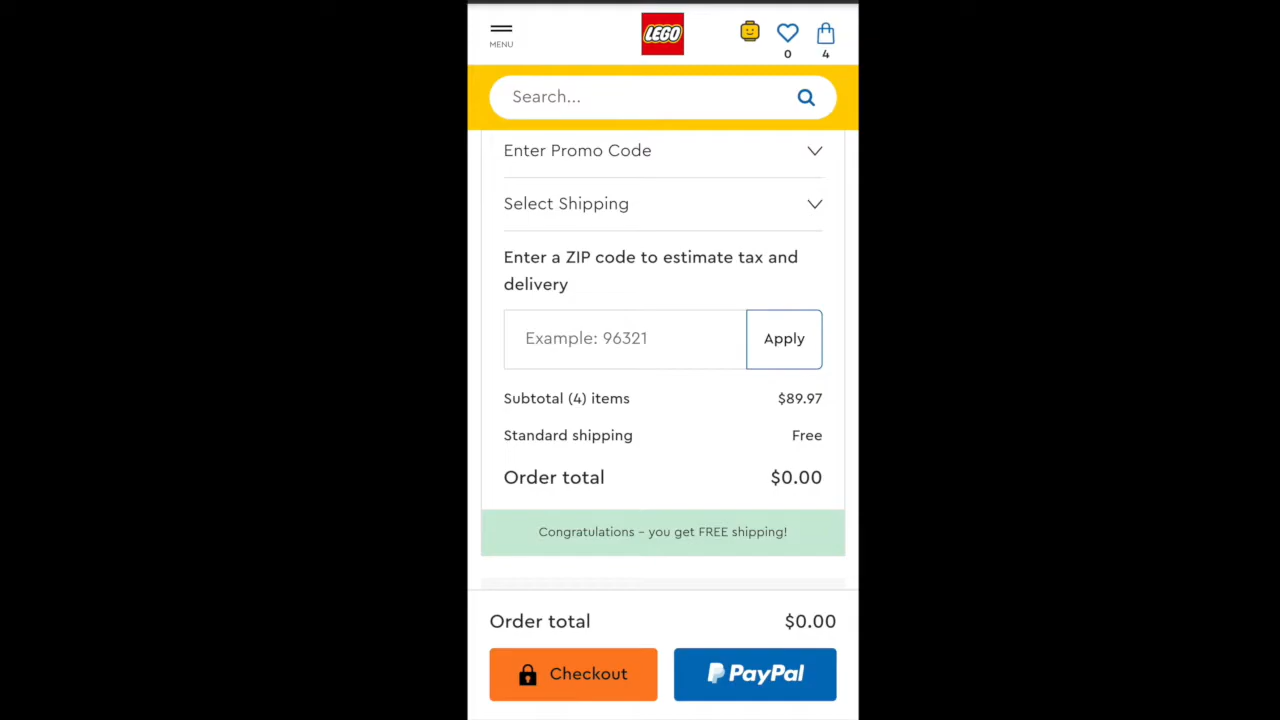 MENU
LEGO
0
4
Search...
Enter Promo Code
Select Shipping
Enter a ZIP code to estimate tax and
delivery
Example: 96321
Apply
Subtotal (4) items $89.97
Standard shipping Free
Order total $0.00
Congratulations – you get FREE shipping!
Order total $0.00
Checkout
PayPal